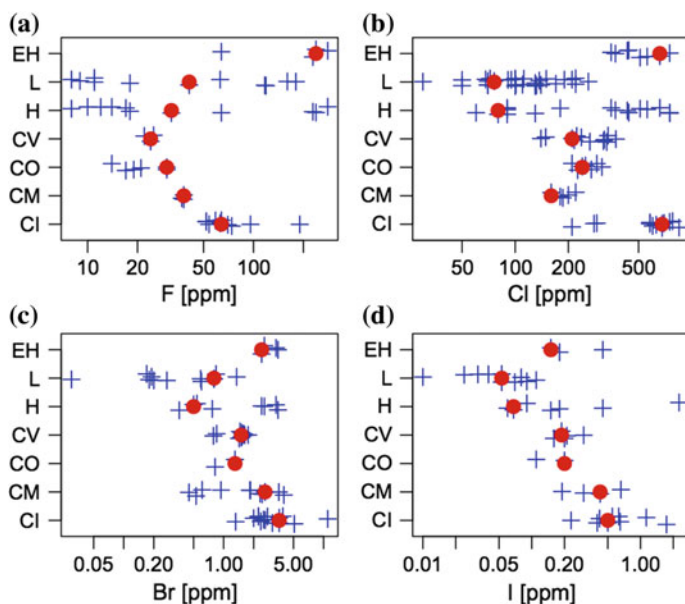 (a)
EH
L
H
CV
CO
CM
CI
10 20 50 100
F [ppm]
(b)
EH
L
H
CV
CO
CM
CI
50 100 200 500
Cl [ppm]
(c)
EH
L
H
CV
CO
CM
CI
0.05 0.20 1.00 5.00
Br [ppm]
(d)
EH
L
H
CV
CO
CM
CI
0.01 0.05 0.20 1.00
I [ppm]